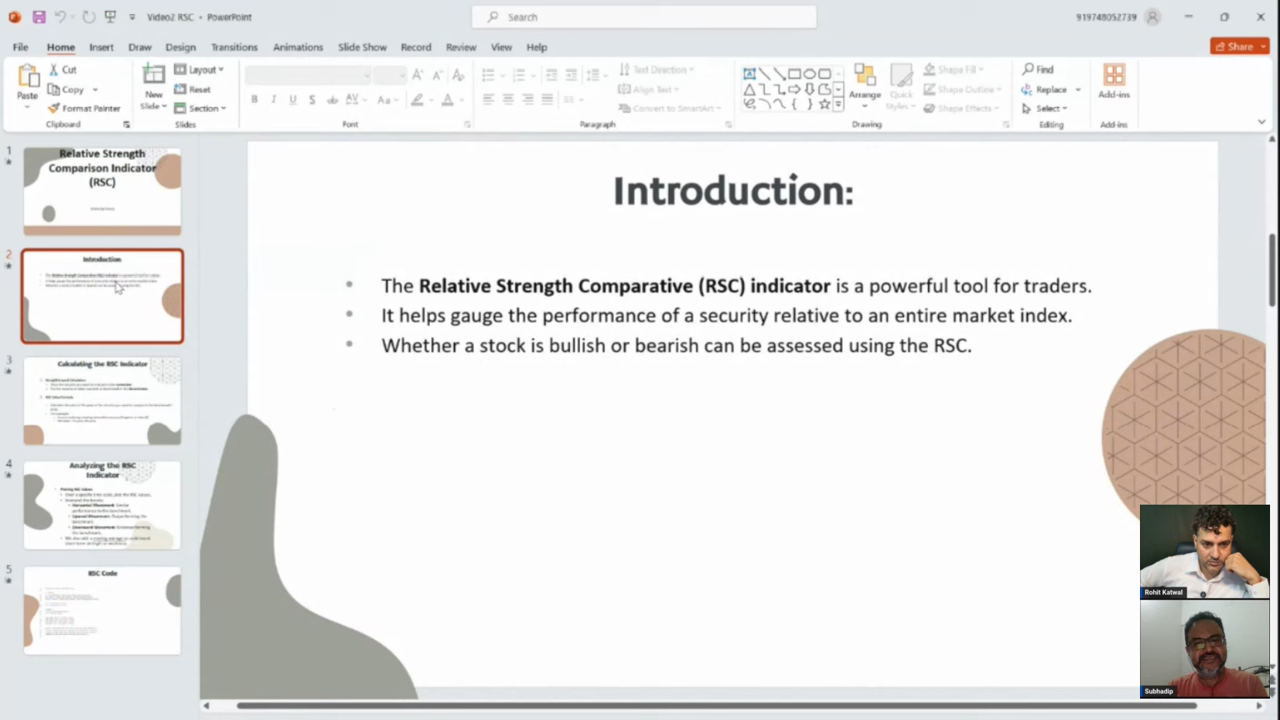 Video2 RSC • PowerPoint
Search
919748052739
File Home Insert Draw Design Transitions Animations Slide Show Record Review View Help
Share
Paste
Cut
Copy
Format Painter
Clipboard
New Slide
Layout
Reset
Section
Slides
Font
Text Direction
Align Text
Convert to SmartArt
Paragraph
Arrange
Quick Styles
Shape Fill
Shape Outline
Shape Effects
Drawing
Find
Replace
Select
Editing
Add-ins
Add-ins
1
Relative Strength
Comparison Indicator
(RSC)
2
Introduction
3
Calculating the RSC Indicator
4
Analyzing the RSC
Indicator
5
RSC Code
Introduction:
• The Relative Strength Comparative (RSC) indicator is a powerful tool for traders.
• It helps gauge the performance of a security relative to an entire market index.
• Whether a stock is bullish or bearish can be assessed using the RSC.
Rohit Katwal
Subhadip